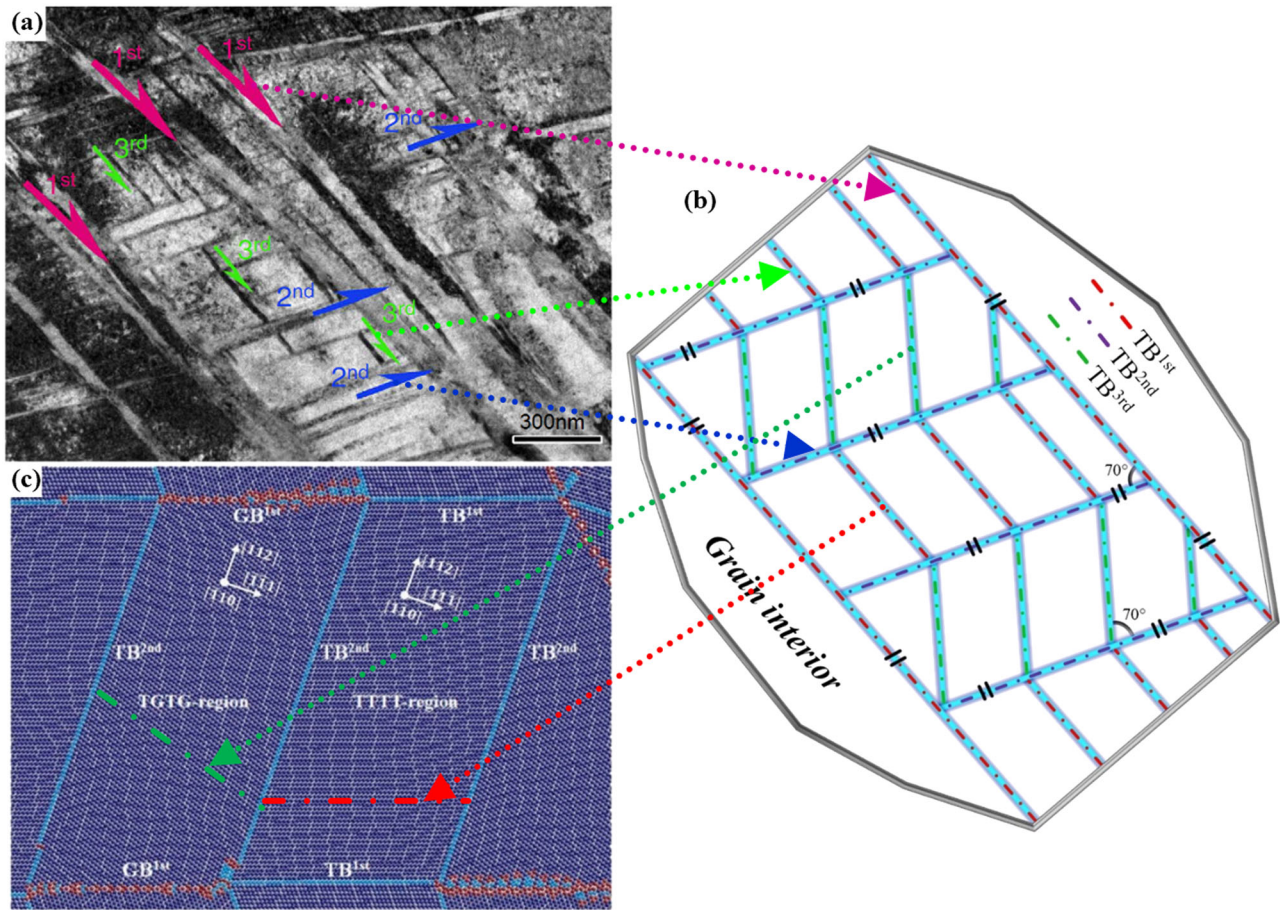 (a)
1st
1st
2nd
3rd
1st
3rd
2nd
3rd
2nd
300nm
(b)
TB1st
TB2nd
TB3rd
70°
70°
Grain interior
(c)
GB1st
TB1st
[112]
[111]
[110]
[112]
[111]
[110]
TB2nd
TB2nd
TB2nd
TGTG-region
TTTT-region
GB1st
TB1st